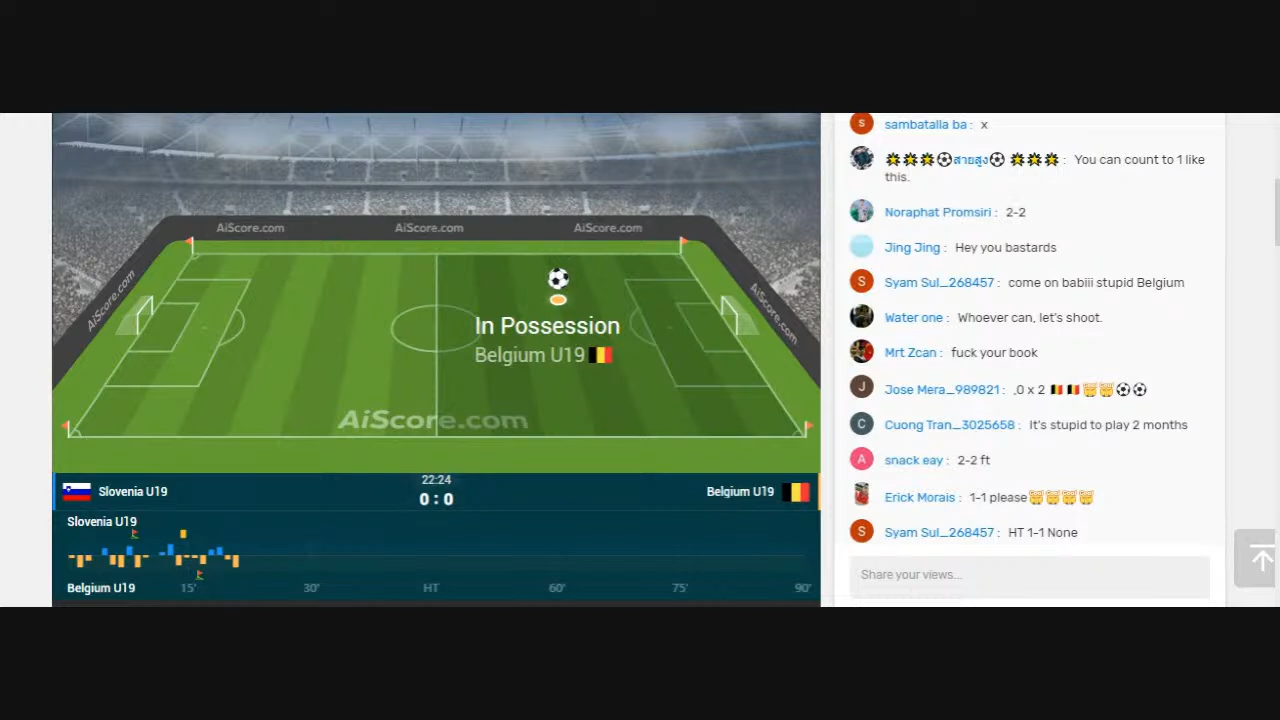 AiScore.com
AiScore.com
AiScore.com
AiScore.com
AiScore.com
In Possession
Belgium U19
AiScore.com
22:24
Slovenia U19
0 : 0
Belgium U19
Slovenia U19
Belgium U19
15'
30'
HT
60'
75'
90'
S
sambatalla ba : x
สายสูง : You can count to 1 like
this.
Noraphat Promsiri : 2-2
Jing Jing : Hey you bastards
S
Syam Sul_268457 : come on babiii stupid Belgium
Water one : Whoever can, let's shoot.
Mrt Zcan : fuck your book
J
Jose Mera_989821 : ,0 x 2
C
Cuong Tran_3025658 : It's stupid to play 2 months
A
snack eay : 2-2 ft
Erick Morais : 1-1 please
S
Syam Sul_268457 : HT 1-1 None
Share your views...